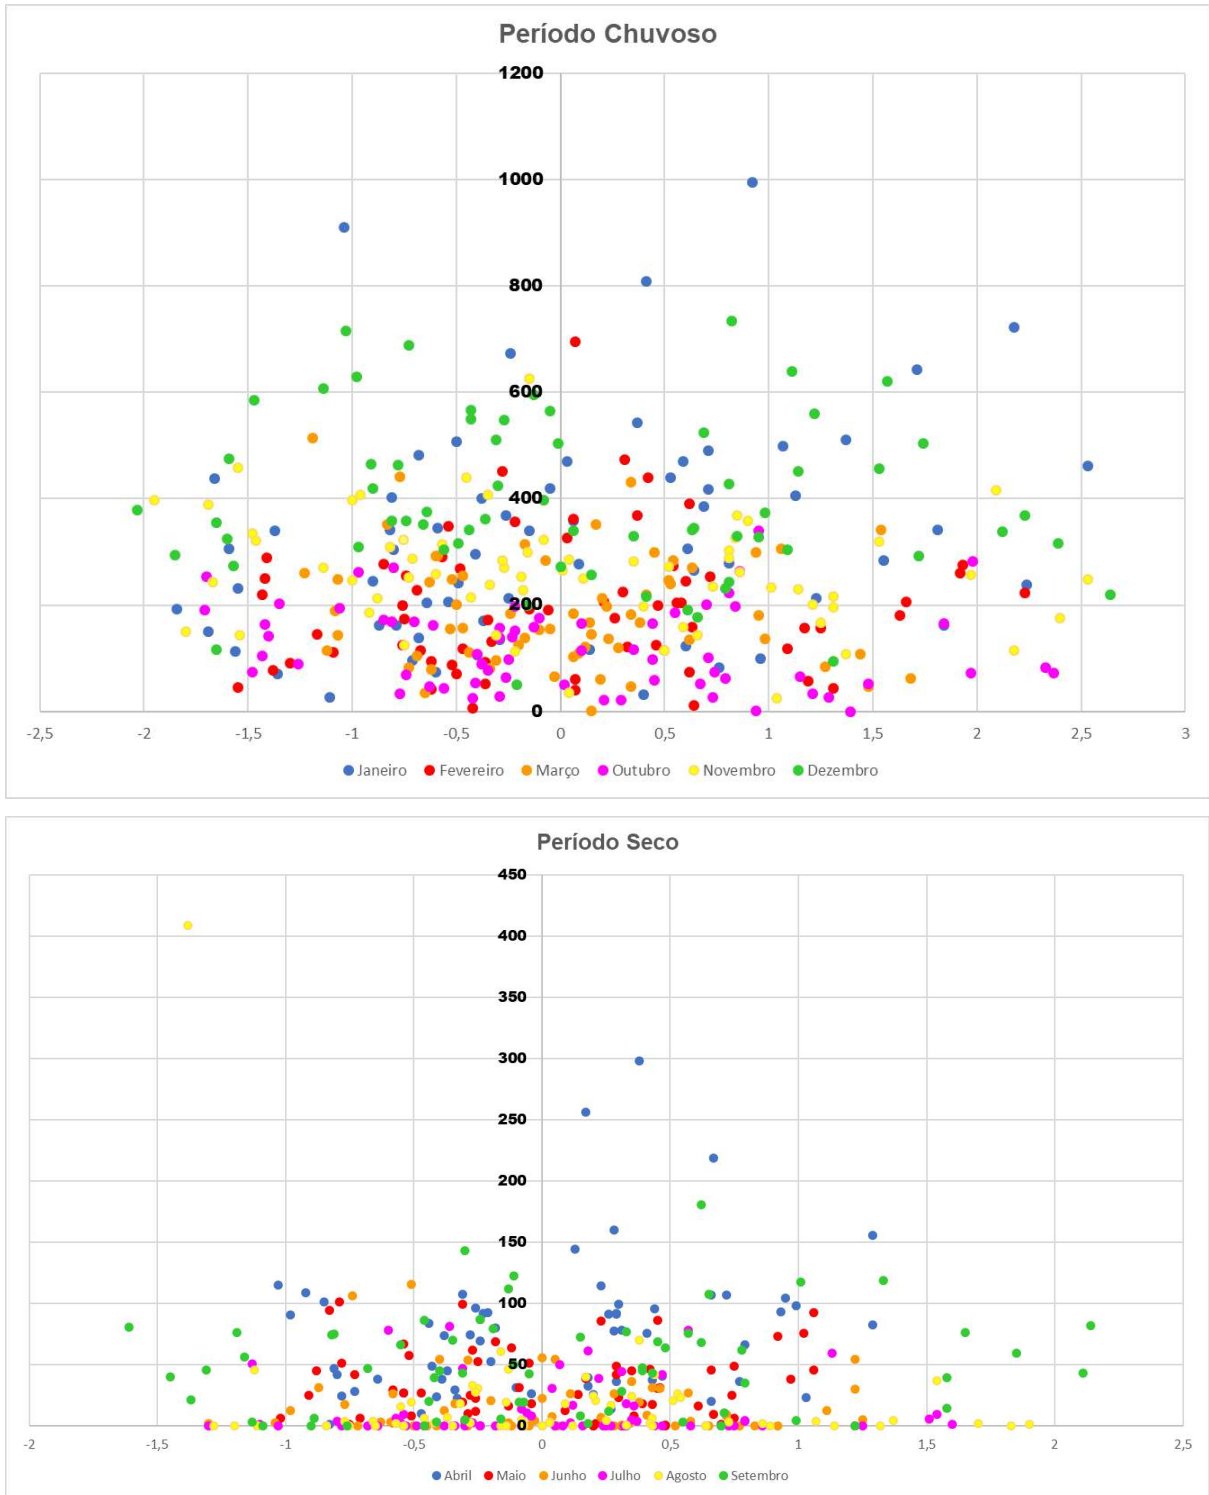 Período Chuvoso
1200
1000
800
600
400
200
0
-2,5 -2 -1,5 -1 -0,5 0 0,5 1 1,5 2 2,5 3
Janeiro Fevereiro Março Outubro Novembro Dezembro
Período Seco
450
400
350
300
250
200
150
100
50
0
-2 -1,5 -1 -0,5 0 0,5 1 1,5 2 2,5
Abril Maio Junho Julho Agosto Setembro